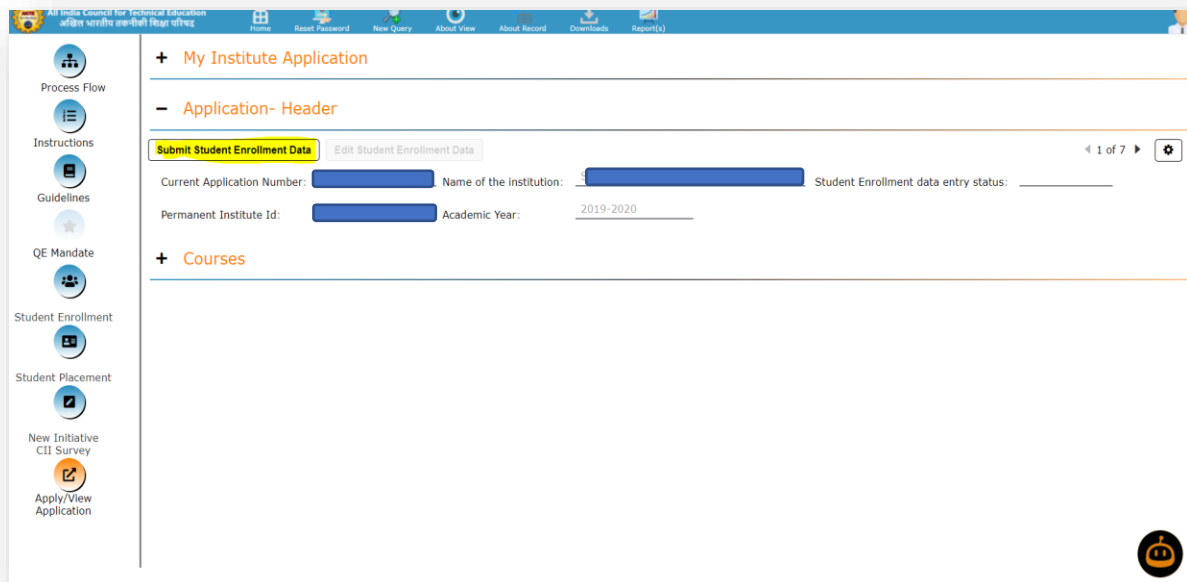 All India Council for Technical Education
अखिल भारतीय तकनीकी शिक्षा परिषद
Home Reset Password New Query About View About Record Downloads Report(s)
Process Flow
Instructions
Guidelines
QE Mandate
Student Enrollment
Student Placement
New Initiative
CII Survey
Apply/View
Application
+ My Institute Application
− Application- Header
Submit Student Enrollment Data Edit Student Enrollment Data 1 of 7
Current Application Number: Name of the institution: Student Enrollment data entry status:
Permanent Institute Id: Academic Year: 2019-2020
+ Courses